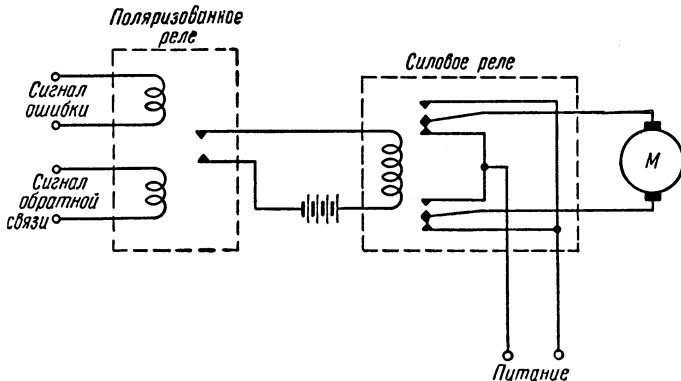 Поляризованное
реле
Силовое реле
Сигнал
ошибки
Сигнал
обратной
связи
М
Питание